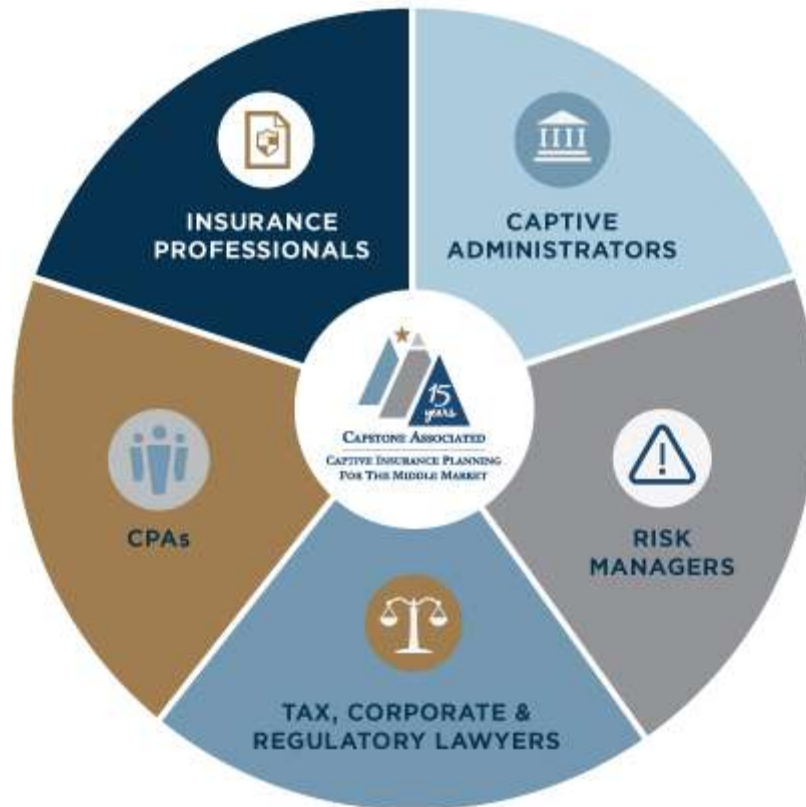 INSURANCE
PROFESSIONALS
CAPTIVE
ADMINISTRATORS
15
years
CAPSTONE ASSOCIATED
CAPTIVE INSURANCE PLANNING
FOR THE MIDDLE MARKET
CPAs
RISK
MANAGERS
TAX, CORPORATE &
REGULATORY LAWYERS